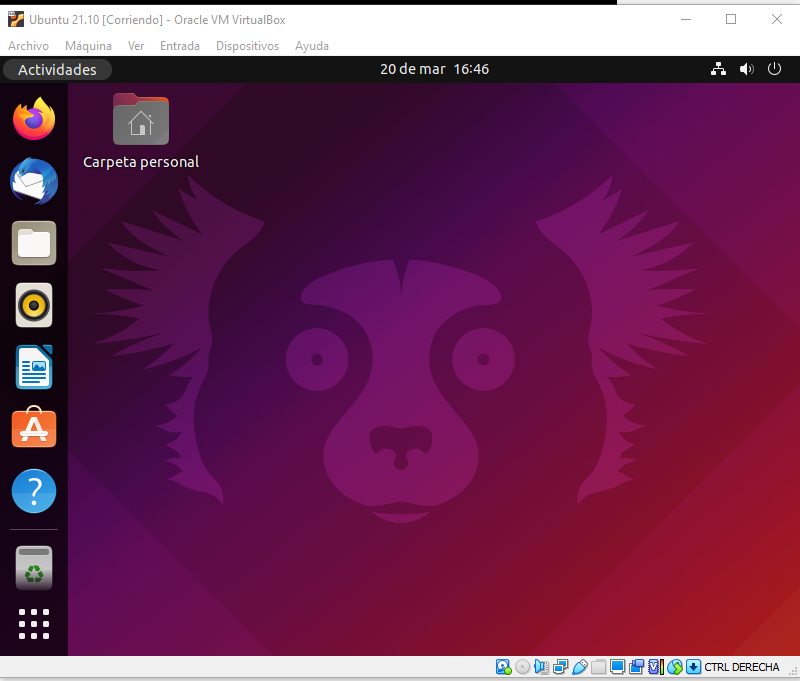 Ubuntu 21.10 [Corriendo] - Oracle VM VirtualBox
Archivo Máquina Ver Entrada Dispositivos Ayuda
Actividades 20 de mar 16:46
Carpeta personal
?
CTRL DERECHA